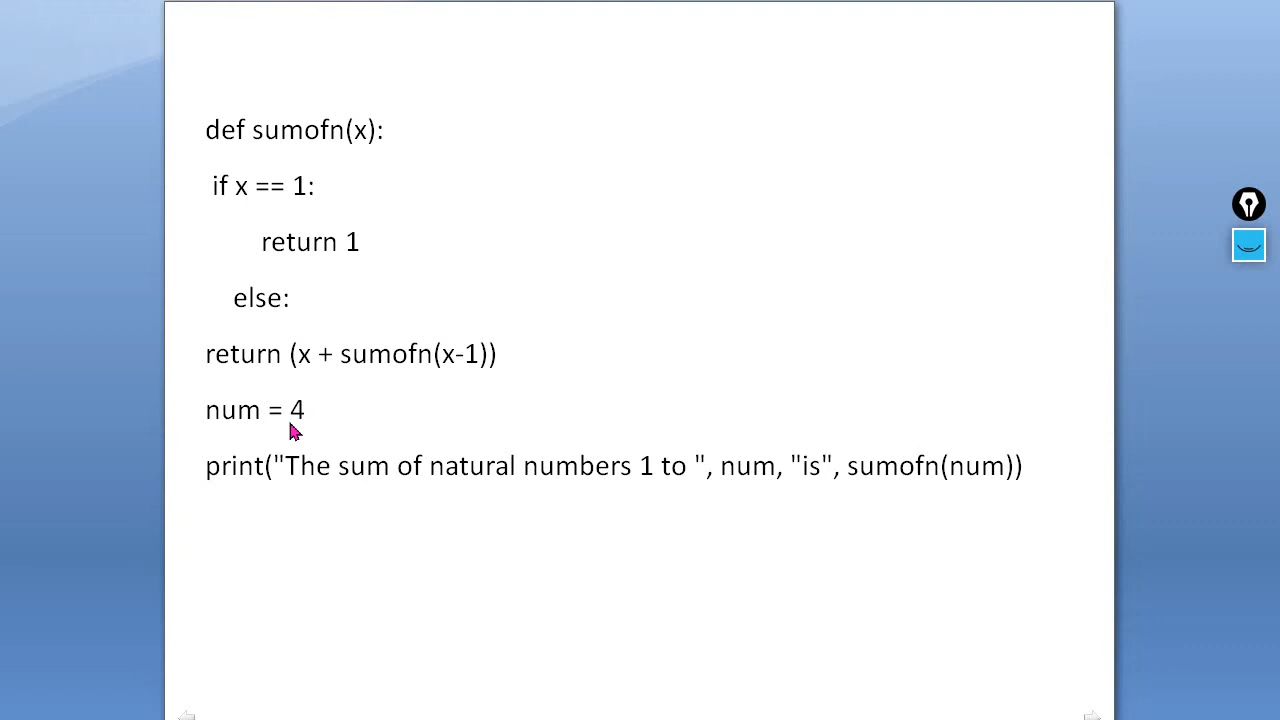 def sumofn(x):
if x == 1:
return 1
else:
return (x + sumofn(x-1))
num = 4
print("The sum of natural numbers 1 to ", num, "is", sumofn(num))